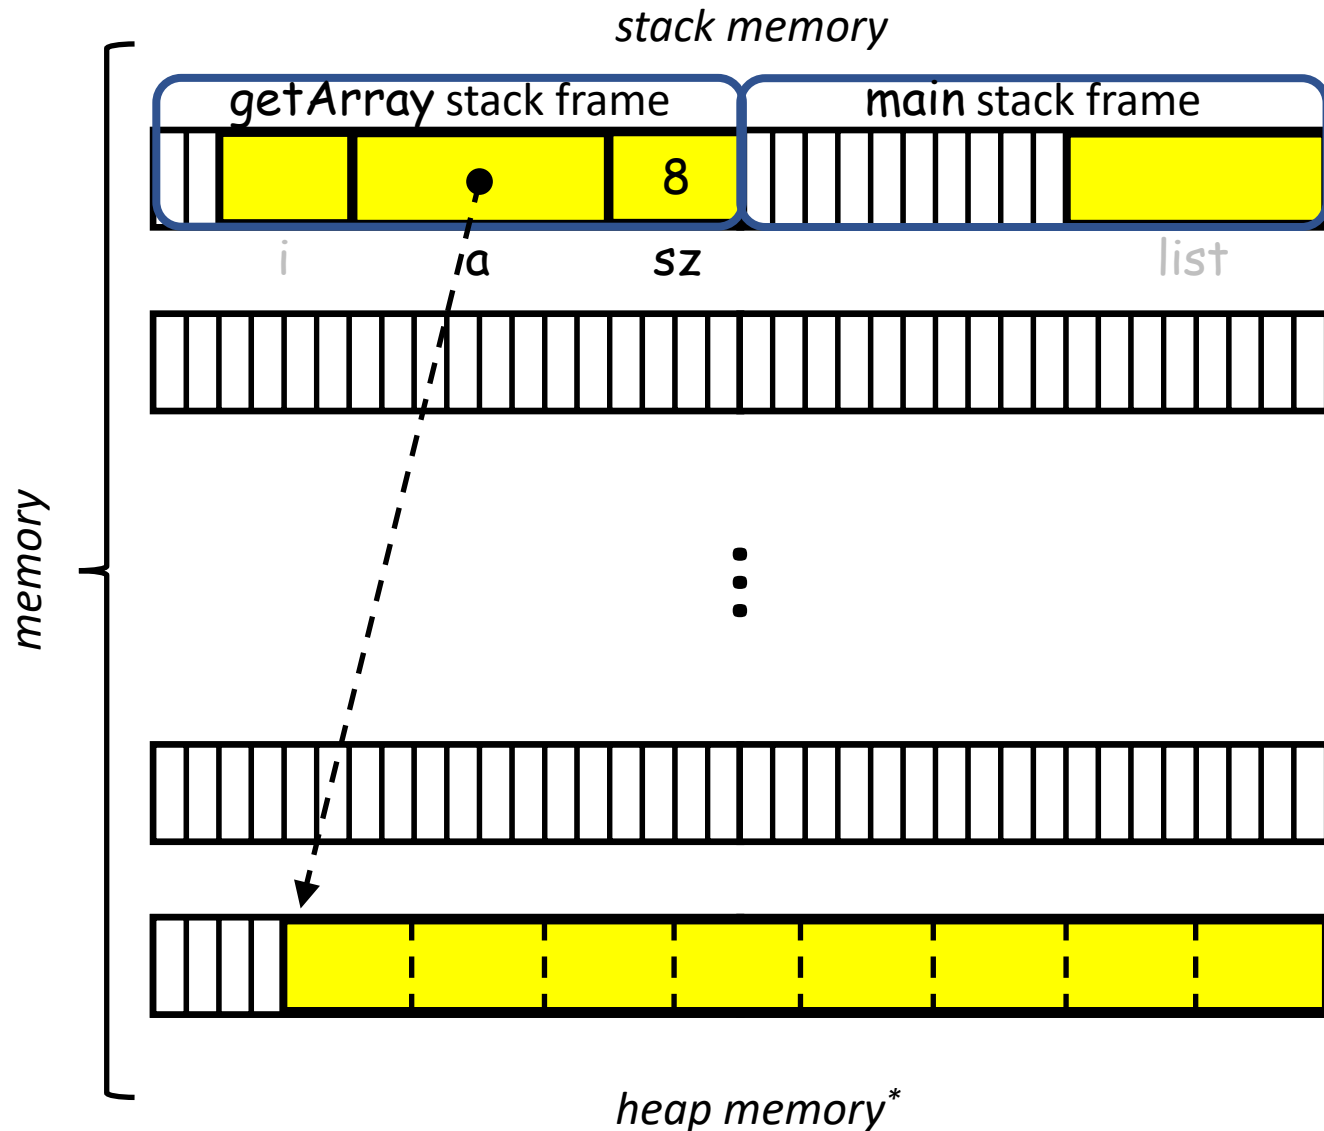 stack memory
getArray stack frame
main stack frame
8
i
a
sz
list
memory
heap memory*